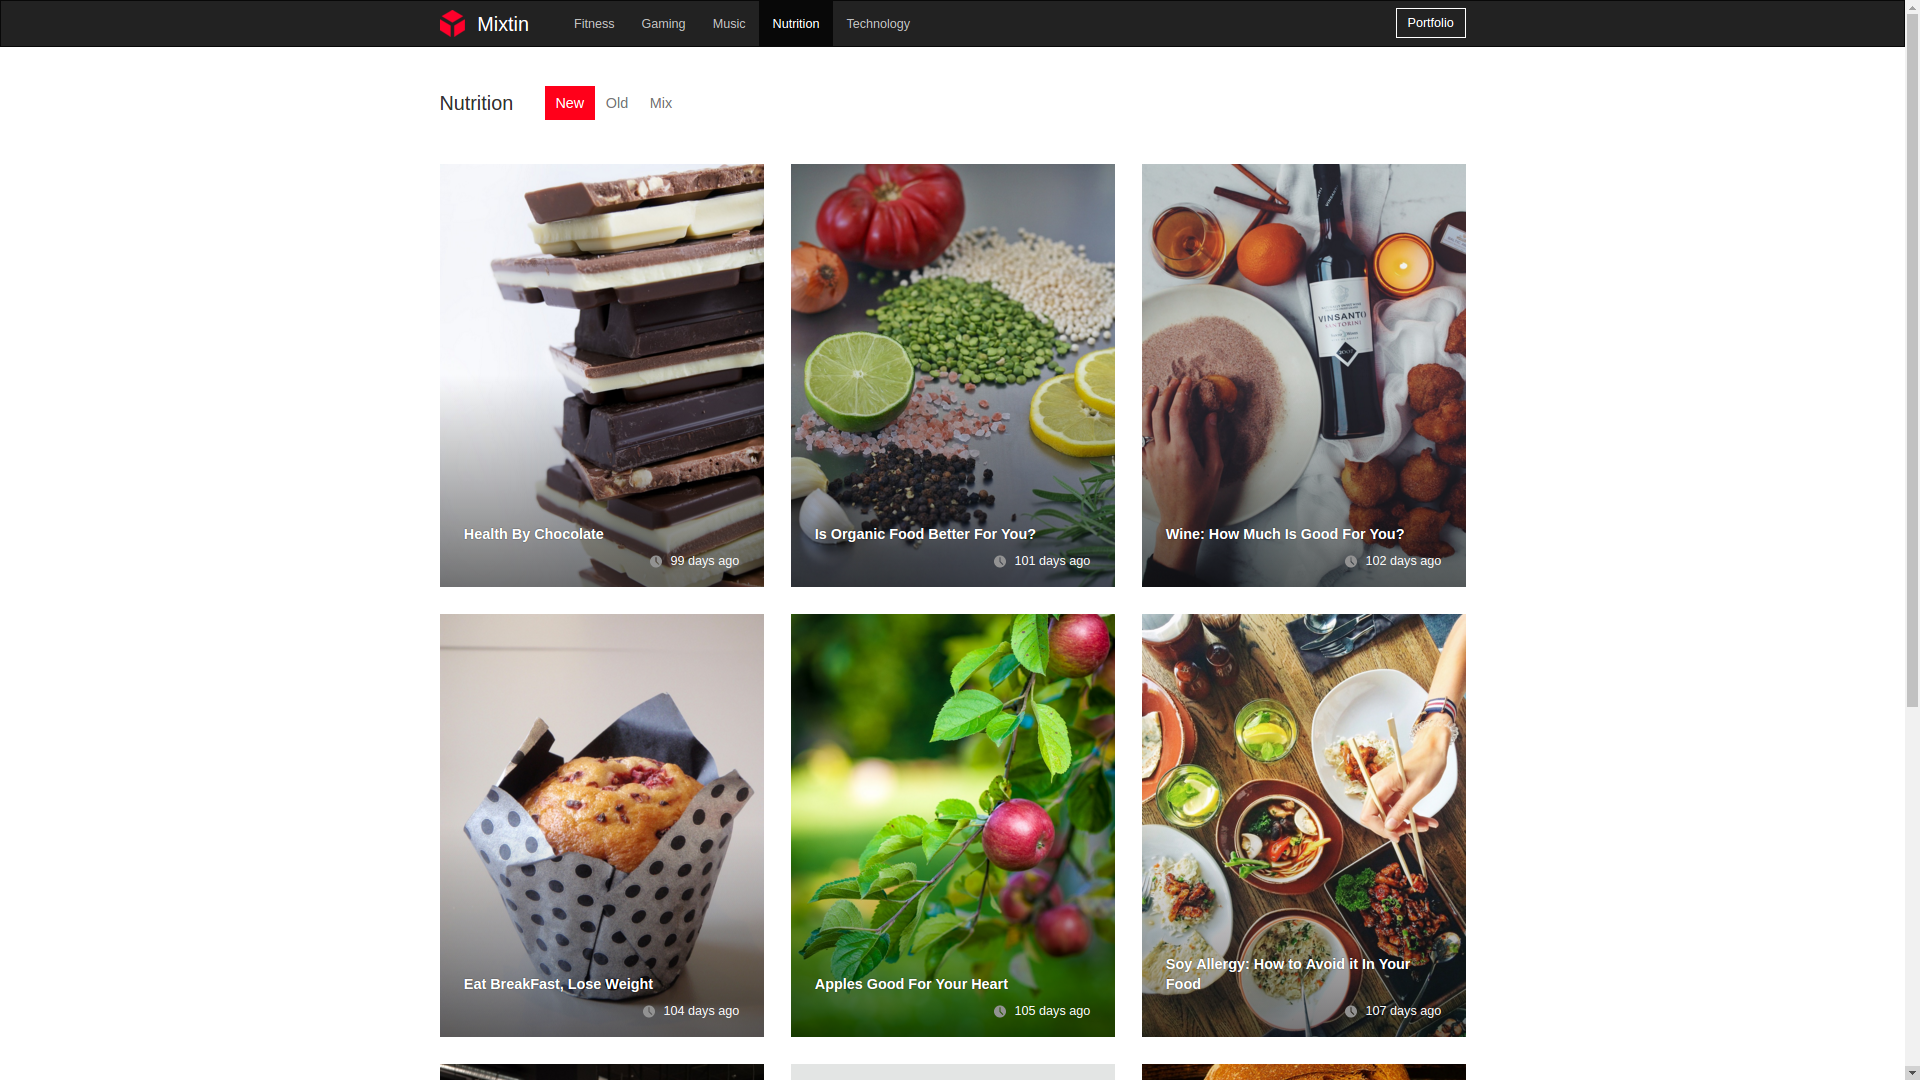 Mixtin
Fitness
Gaming
Music
Nutrition
Technology
Portfolio
Nutrition
New
Old
Mix
VINSANTO
SANTORINI
Health By Chocolate
99 days ago
Is Organic Food Better For You?
101 days ago
Wine: How Much Is Good For You?
102 days ago
Eat BreakFast, Lose Weight
104 days ago
Apples Good For Your Heart
105 days ago
Soy Allergy: How to Avoid it In Your
Food
107 days ago